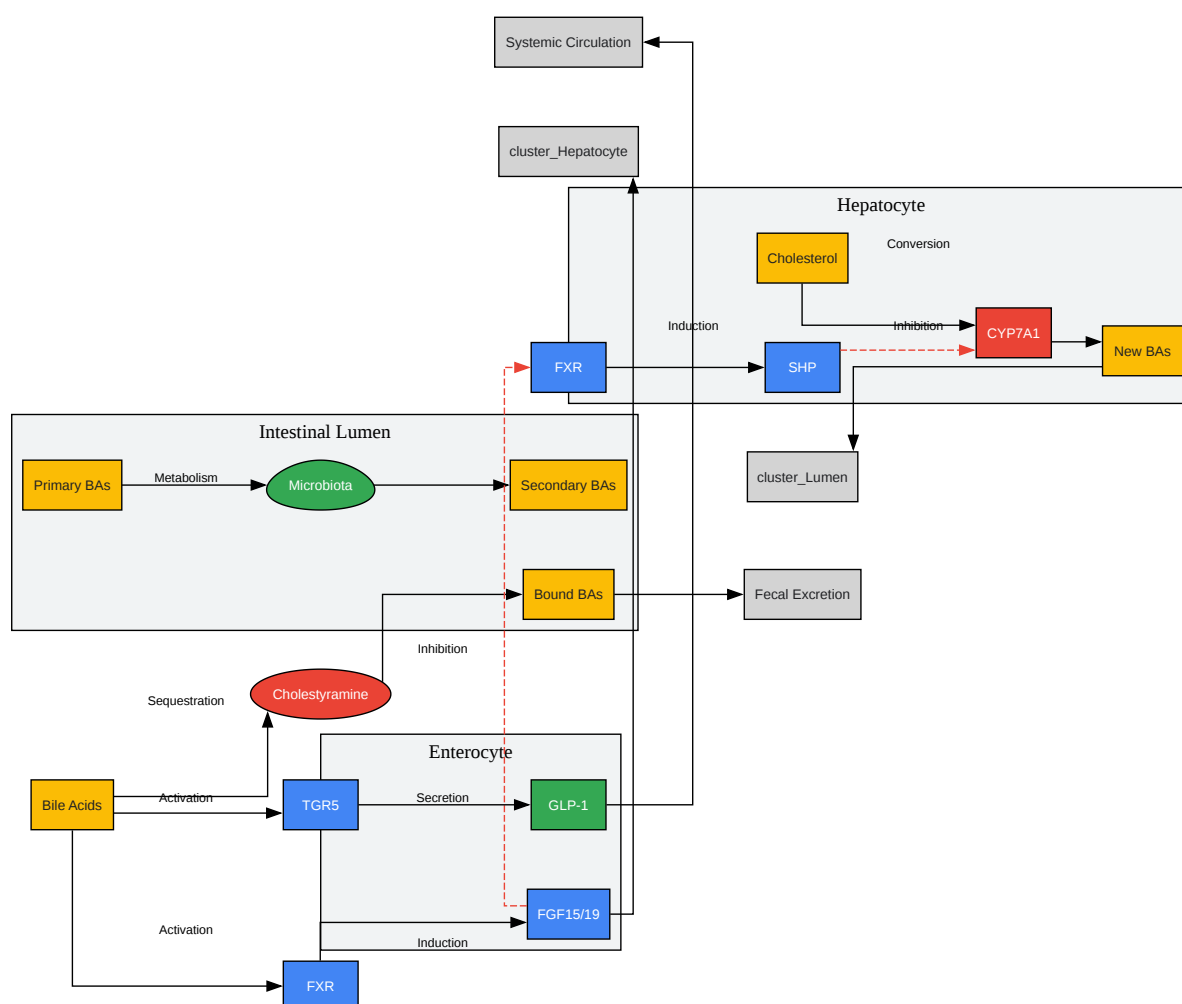 Systemic Circulation
cluster_Hepatocyte
Hepatocyte
Conversion
Cholesterol
Induction
Inhibition
CYP7A1
New BAs
FXR
SHP
Intestinal Lumen
Primary BAs
Metabolism
Microbiota
Secondary BAs
cluster_Lumen
Bound BAs
Fecal Excretion
Inhibition
Sequestration
Cholestyramine
Enterocyte
Bile Acids
Activation
TGR5
Secretion
GLP-1
FGF15/19
Activation
Induction
FXR